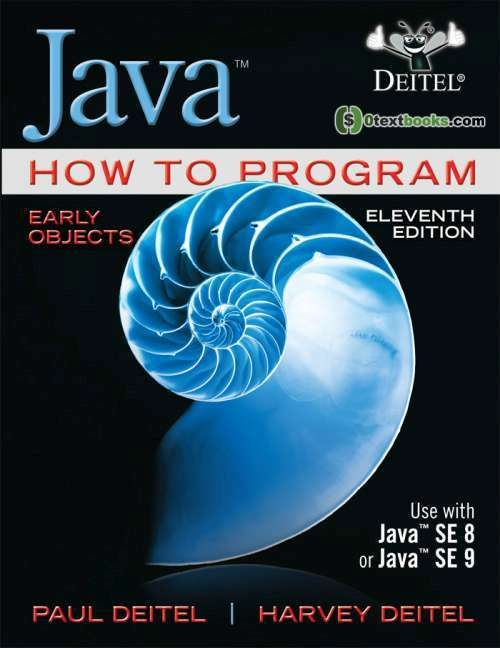 Java™
DEITEL®
($) 0textbooks.com
HOW TO PROGRAM
EARLY
OBJECTS
ELEVENTH
EDITION
Use with
Java™ SE 8
or Java™ SE 9
PAUL DEITEL | HARVEY DEITEL